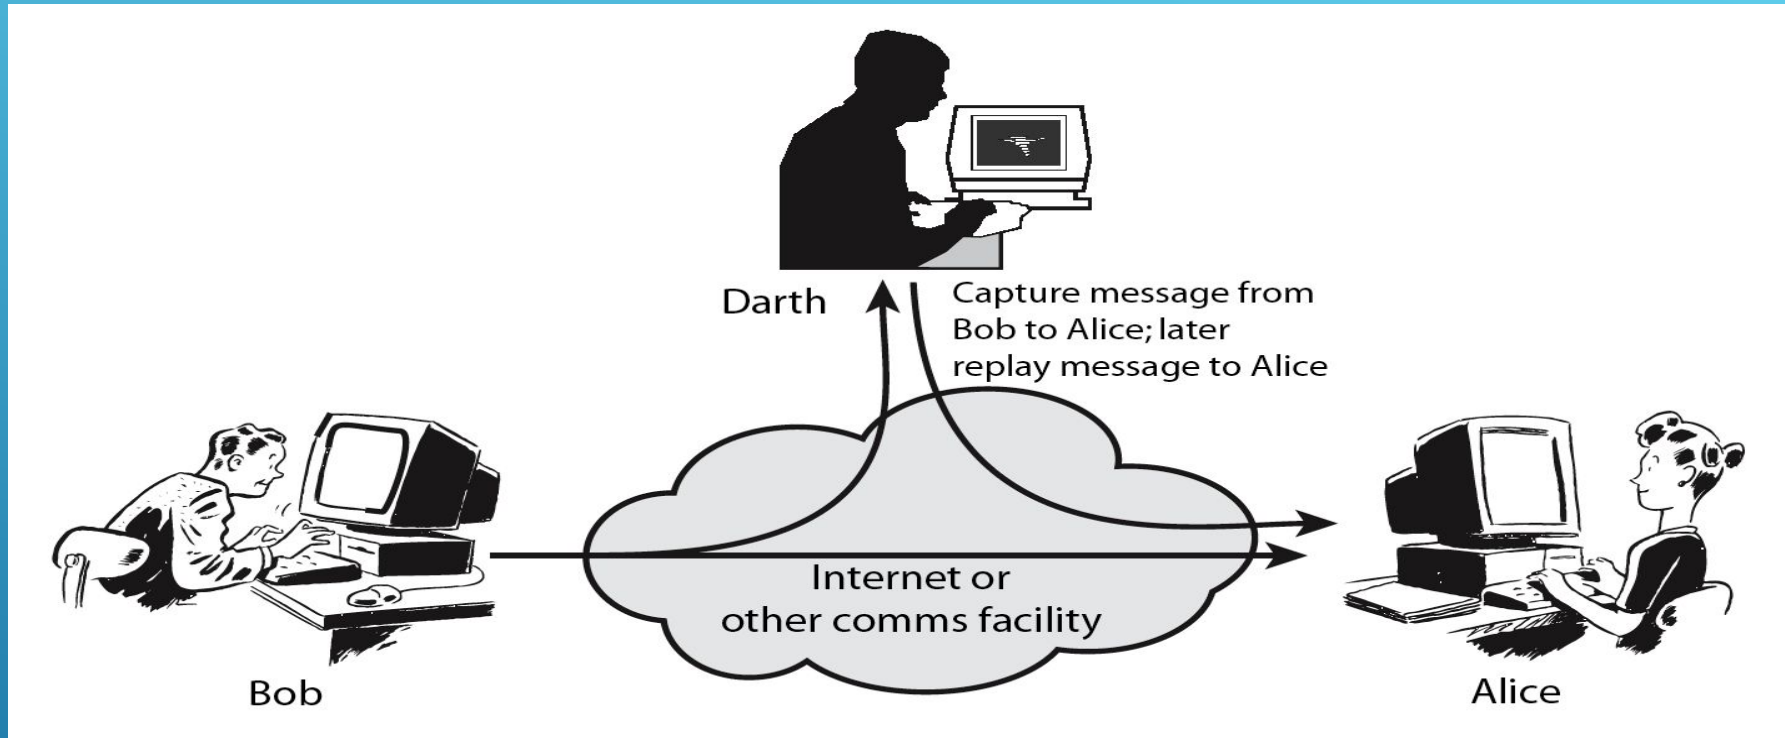 Darth
Capture message from
Bob to Alice; later
replay message to Alice
Internet or
other comms facility
Bob
Alice